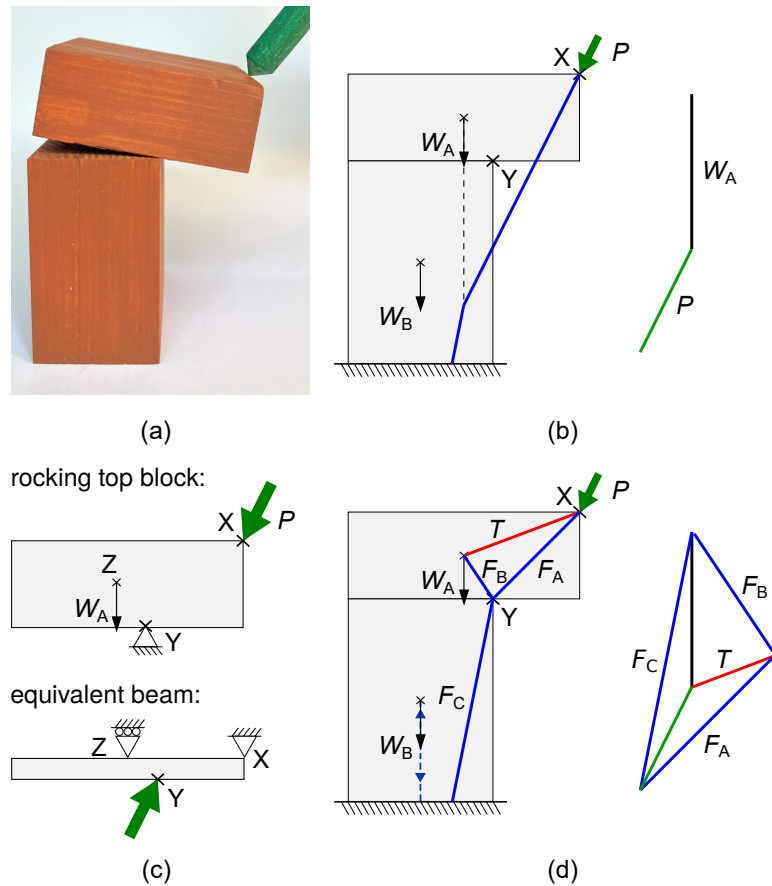 X P
W_A
Y
W_B
W_A
P
(a)
(b)
rocking top block:
X P
Z
W_A
Y
equivalent beam:
Z
X
Y
(c)
X P
T
W_A F_B F_A
Y
F_C
W_B
F_B
F_C T
F_A
(d)